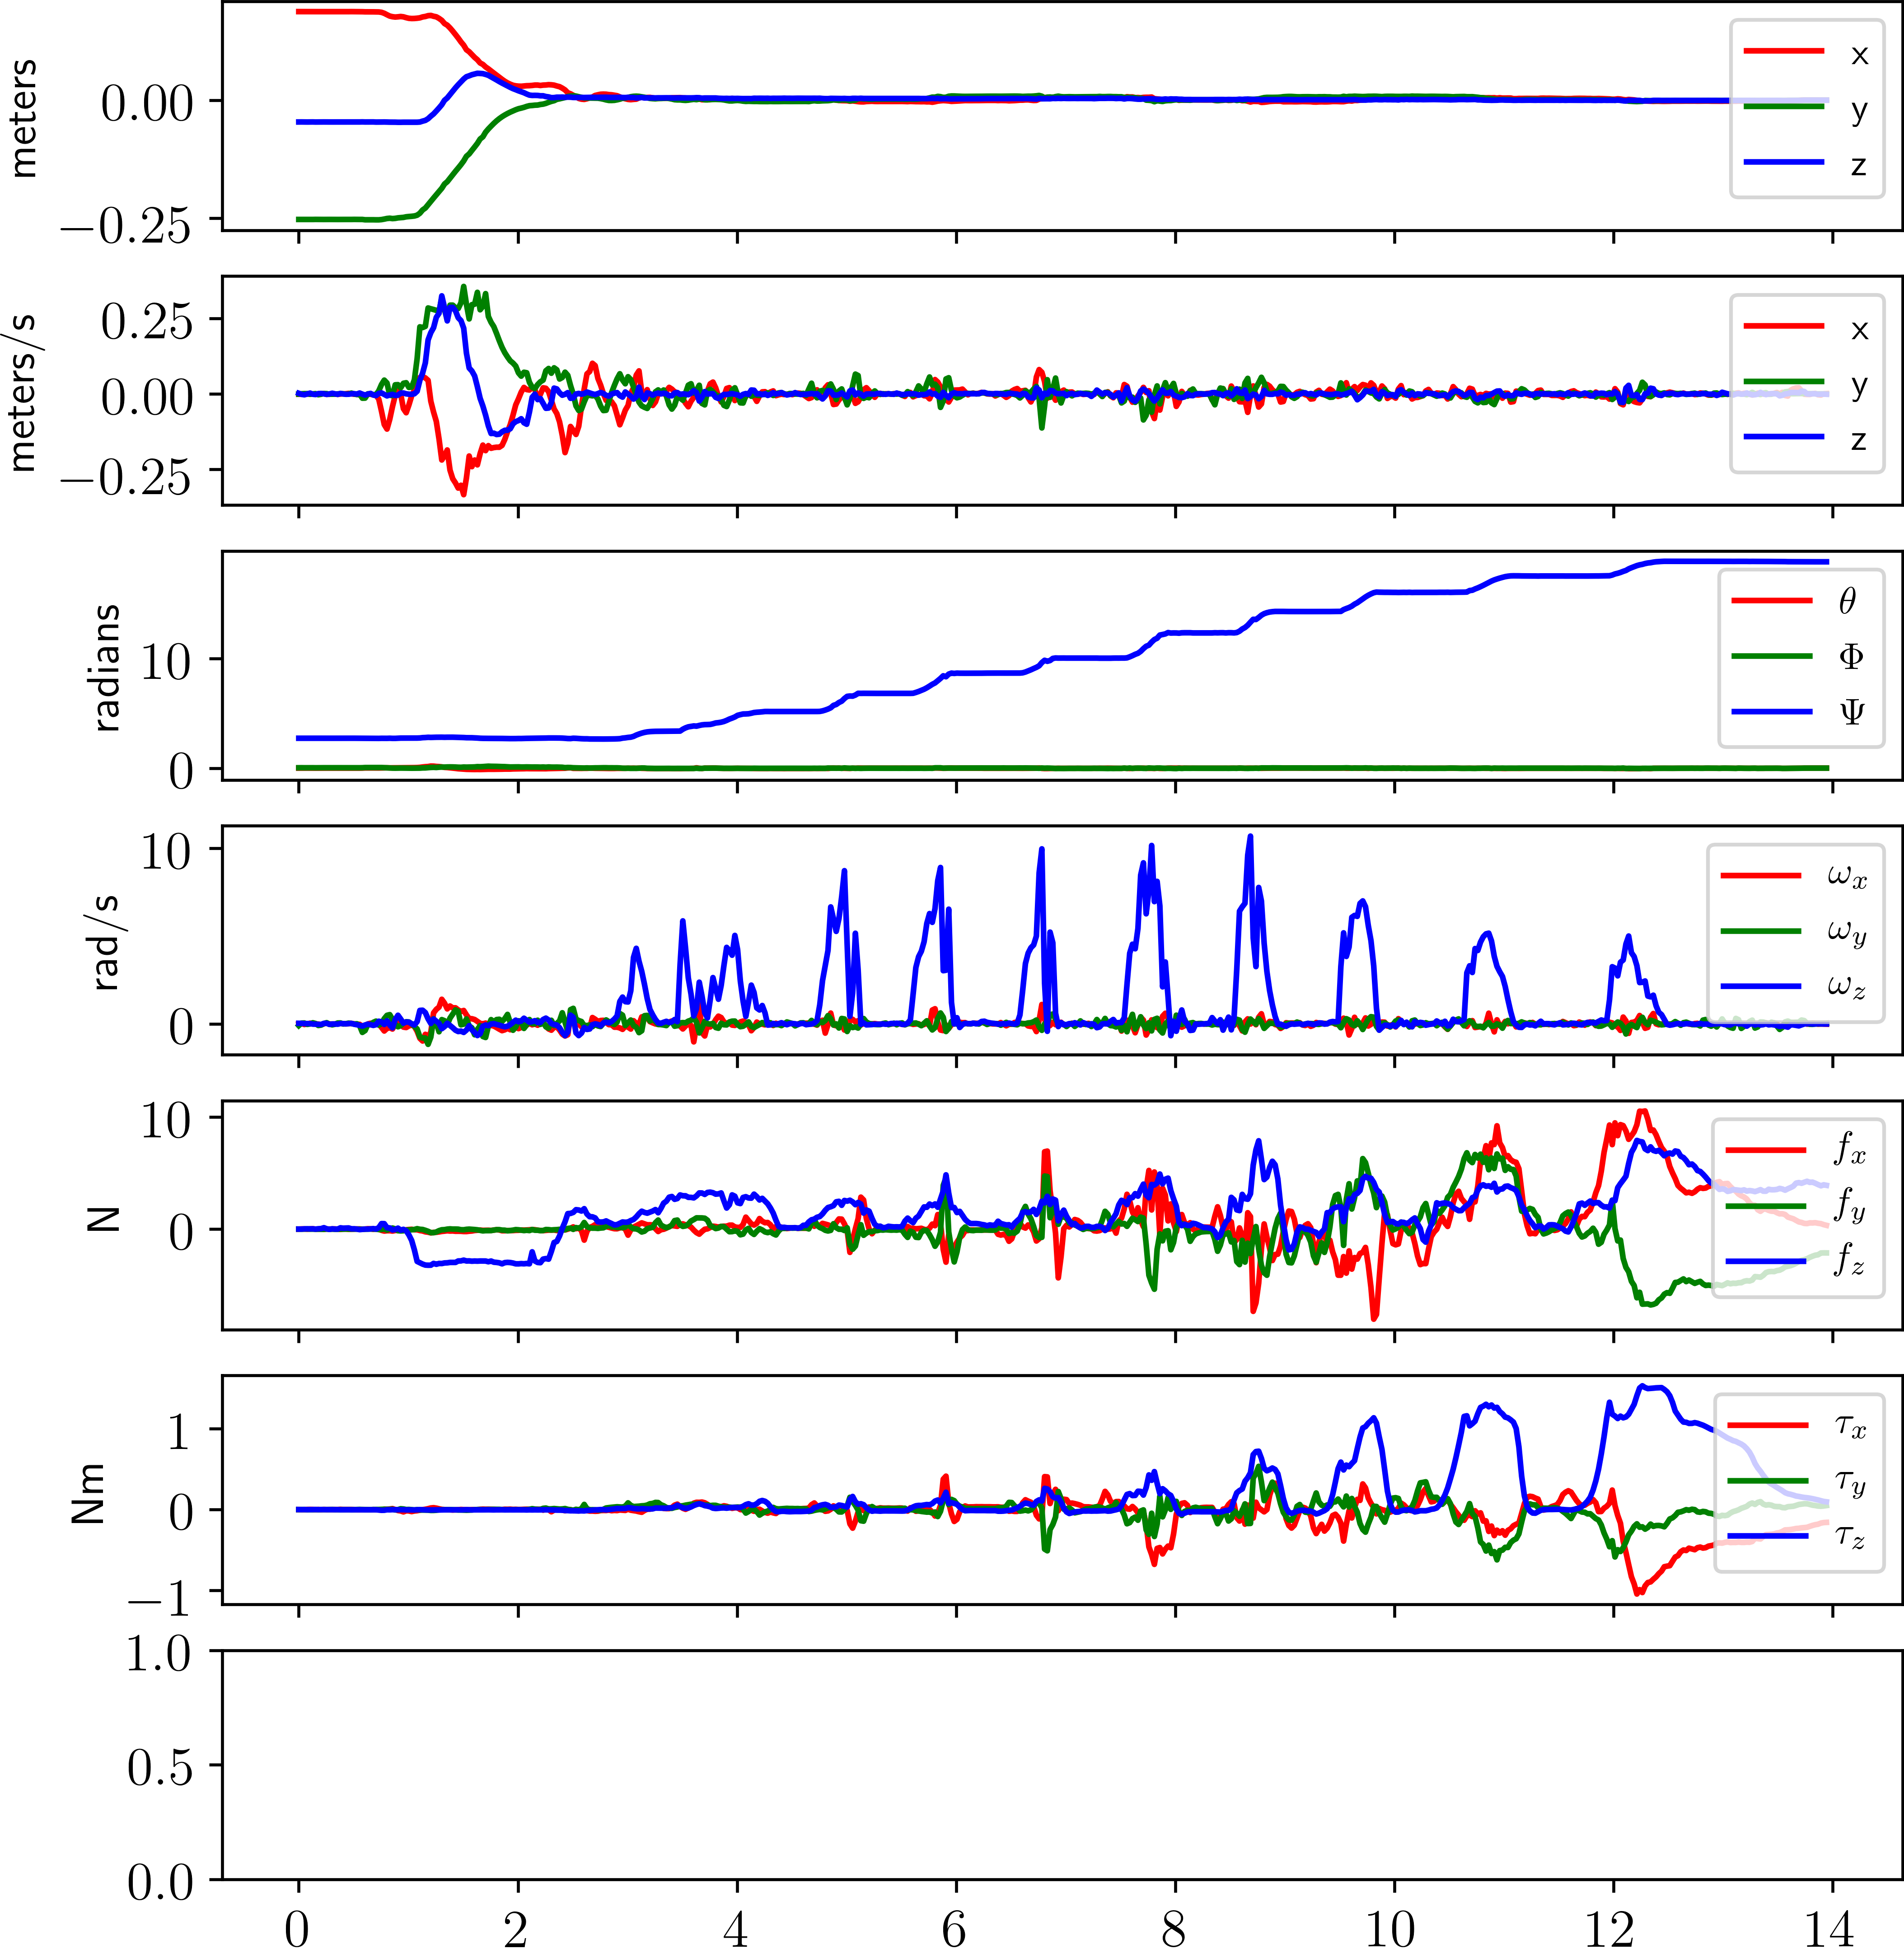 meters
0.00
−0.25
x
y
z
meters/s
0.25
0.00
−0.25
x
y
z
radians
10
0
θ
Φ
Ψ
rad/s
10
0
ωx
ωy
ωz
N
10
0
fx
fy
fz
Nm
1
0
−1
τx
τy
τz
1.0
0.5
0.0
0 2 4 6 8 10 12 14